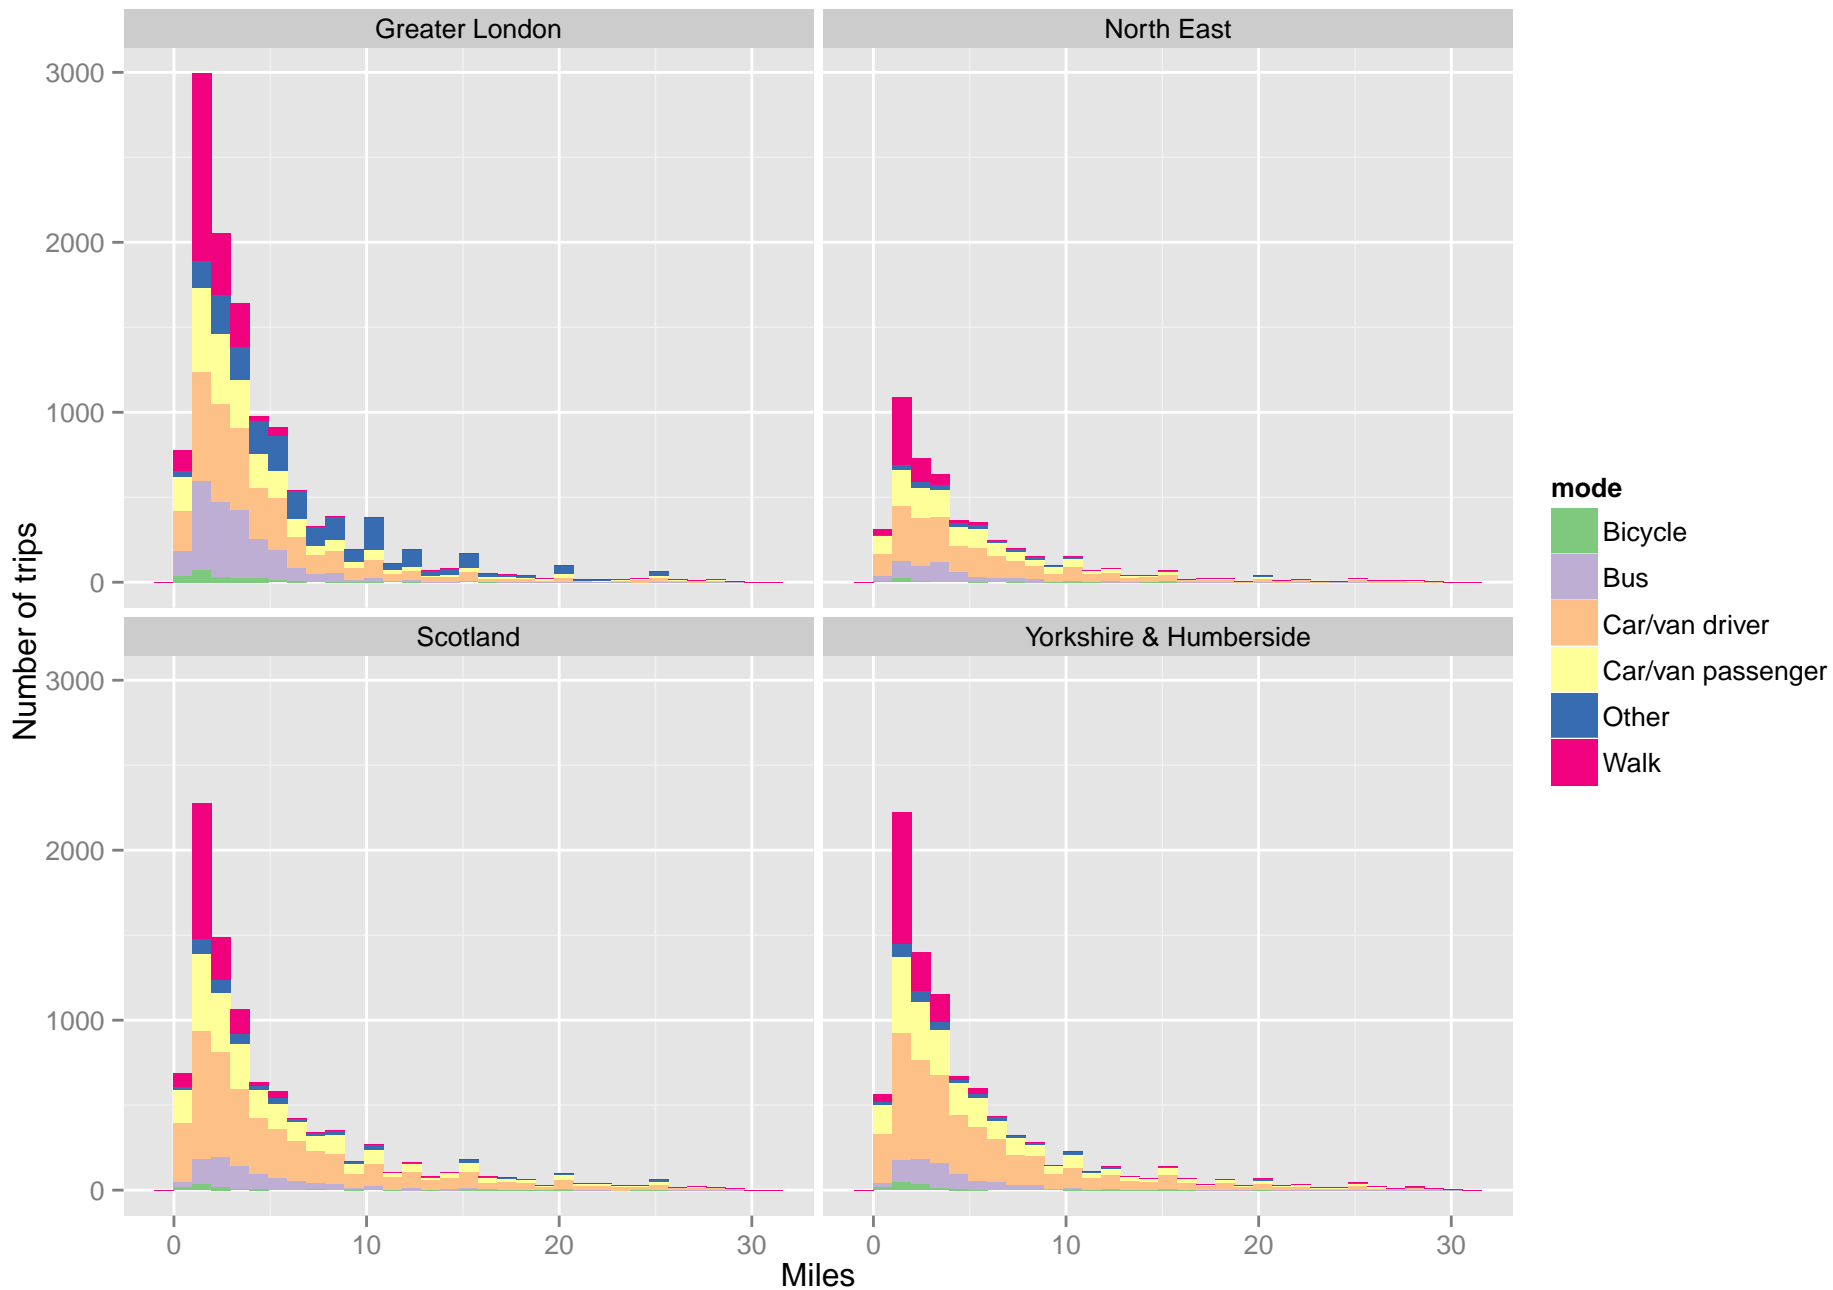 Greater London
North East
3000
2000
1000
0
Scotland
Yorkshire & Humberside
3000
2000
1000
0
0 10 20 30
0 10 20 30
Miles
Number of trips
mode
Bicycle
Bus
Car/van driver
Car/van passenger
Other
Walk